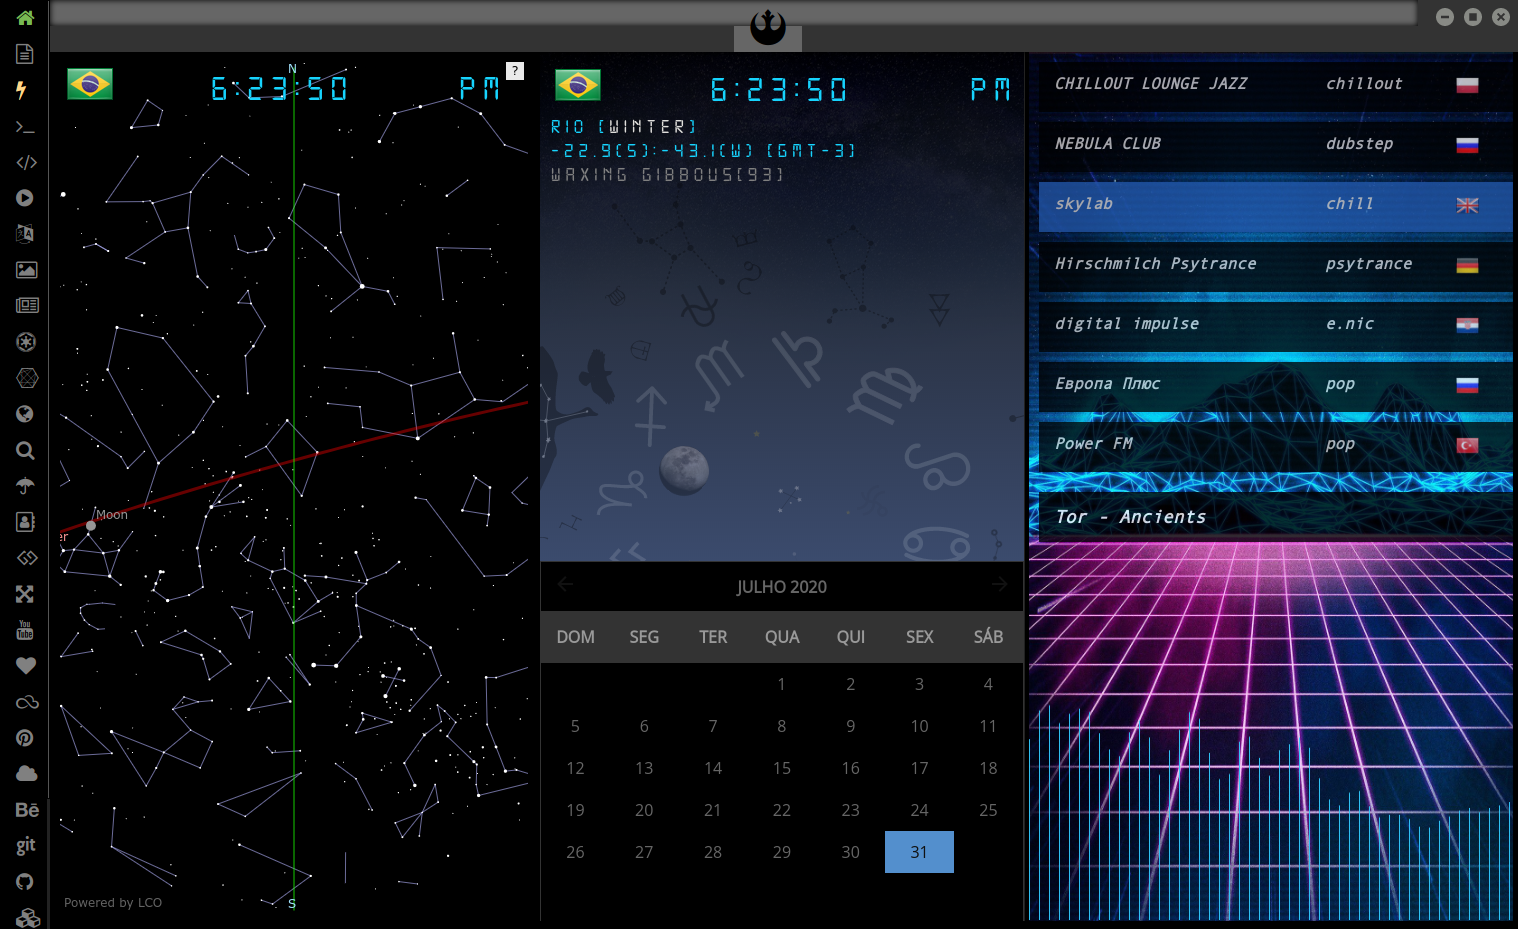 N
?
6:23:50 PM
Moon
er
S
Powered by LCO
6:23:50 PM
RIO [WINTER]
-22.9(S):-43.1(W) [GMT-3]
WAXING GIBBOUS[93]
JULHO 2020
DOM SEG TER QUA QUI SEX SÁB
1 2 3 4
5 6 7 8 9 10 11
12 13 14 15 16 17 18
19 20 21 22 23 24 25
26 27 28 29 30 31
CHILLOUT LOUNGE JAZZ chillout
NEBULA CLUB dubstep
skylab chill
Hirschmilch Psytrance psytrance
digital impulse e.nic
Европа Плюс pop
Power FM pop
Tor - Ancients
You
Tube
Bē
git